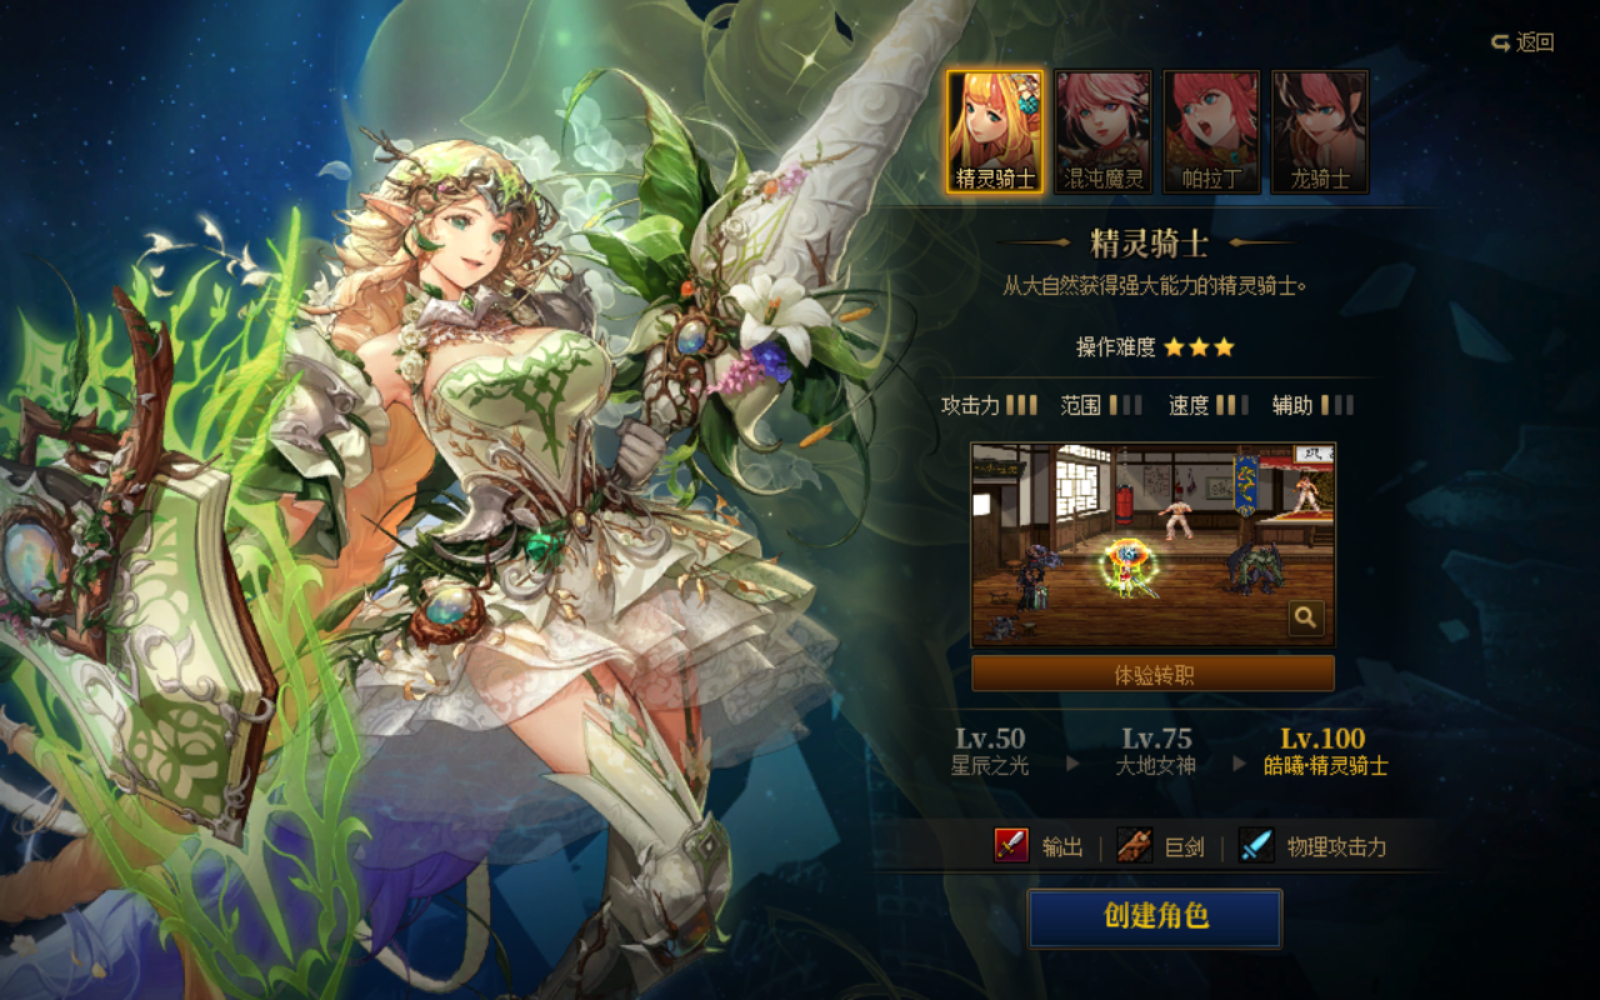 返回
精灵骑士 混沌魔灵 帕拉丁 龙骑士
精灵骑士
从大自然获得强大能力的精灵骑士。
操作难度
攻击力 范围 速度 辅助
体验转职
Lv.50 Lv.75 Lv.100
星辰之光 大地女神 皓曦·精灵骑士
输出 | 巨剑 | 物理攻击力
创建角色